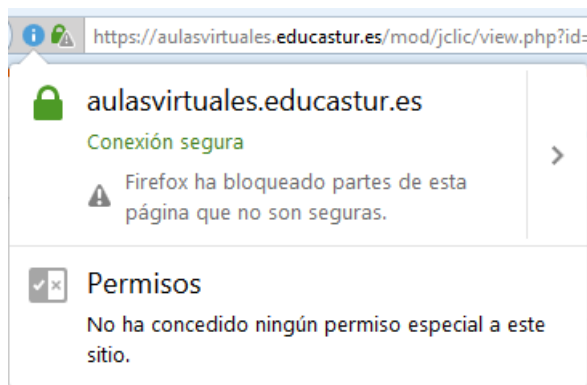 https://aulasvirtuales.educastur.es/mod/jclic/view.php?id=
aulasvirtuales.educastur.es
Conexión segura
Firefox ha bloqueado partes de esta
página que no son seguras.
Permisos
No ha concedido ningún permiso especial a este
sitio.